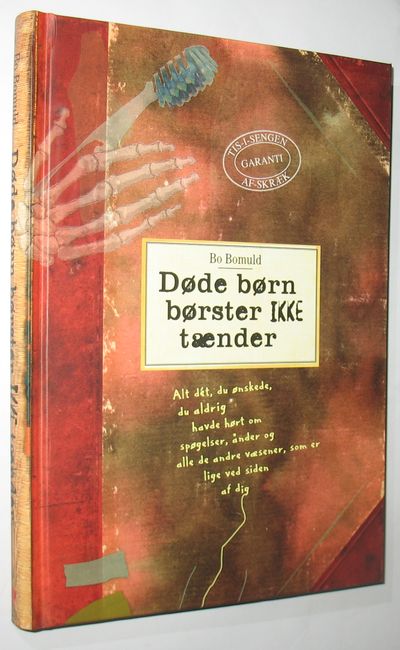 Bo Bomuld
TIS-I-SENGEN
GARANTI
AF-SKRÆK
Bo Bomuld
Døde børn
børster IKKE
tænder
Alt dét, du ønskede,
du aldrig
havde hørt om
spøgelser, ånder og
alle de andre væsener, som er
lige ved siden
af dig